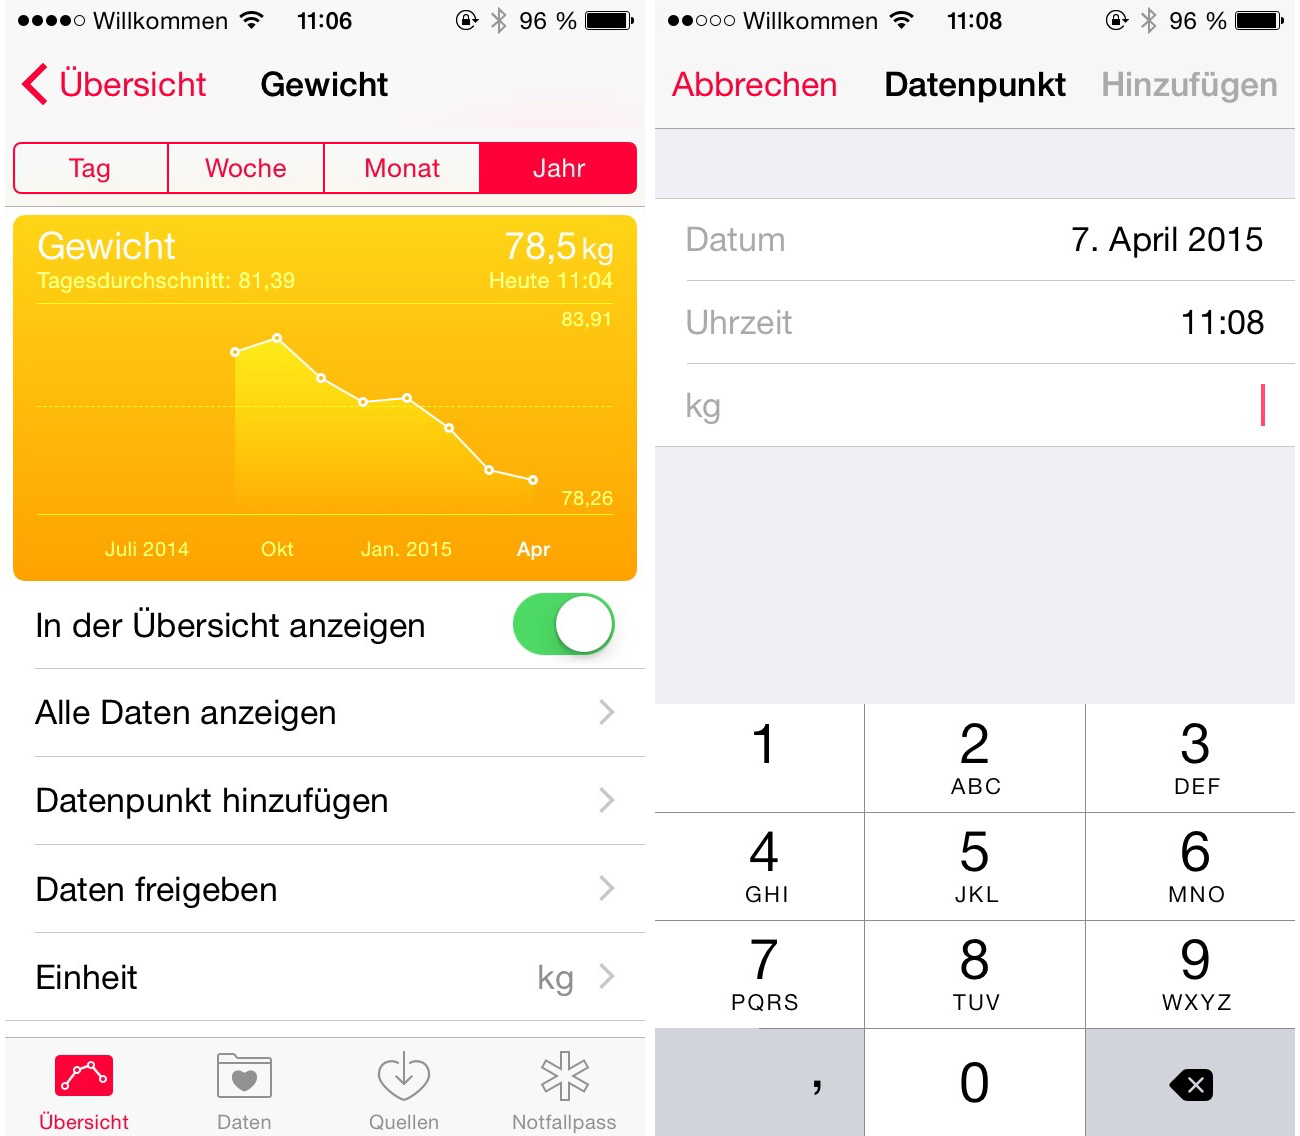 Willkommen 11:06 96 %
Übersicht Gewicht
Tag Woche Monat Jahr
Gewicht 78,5 kg
Tagesdurchschnitt: 81,39 Heute 11:04
83,91
78,26
Juli 2014 Okt Jan. 2015 Apr
In der Übersicht anzeigen
Alle Daten anzeigen
Datenpunkt hinzufügen
Daten freigeben
Einheit kg
Übersicht Daten Quellen Notfallpass
Willkommen 11:08 96 %
Abbrechen Datenpunkt Hinzufügen
Datum 7. April 2015
Uhrzeit 11:08
kg
1 2 3
ABC DEF
4 5 6
GHI JKL MNO
7 8 9
PQRS TUV WXYZ
, 0